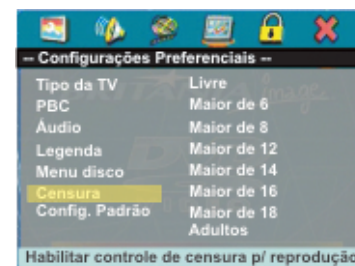 -- Configurações Preferenciais --
Tipo da TV Livre
PBC Maior de 6
Áudio Maior de 8
Legenda Maior de 12
Menu disco Maior de 14
Censura Maior de 16
Config. Padrão Maior de 18
Adultos
Habilitar controle de censura p/ reprodução